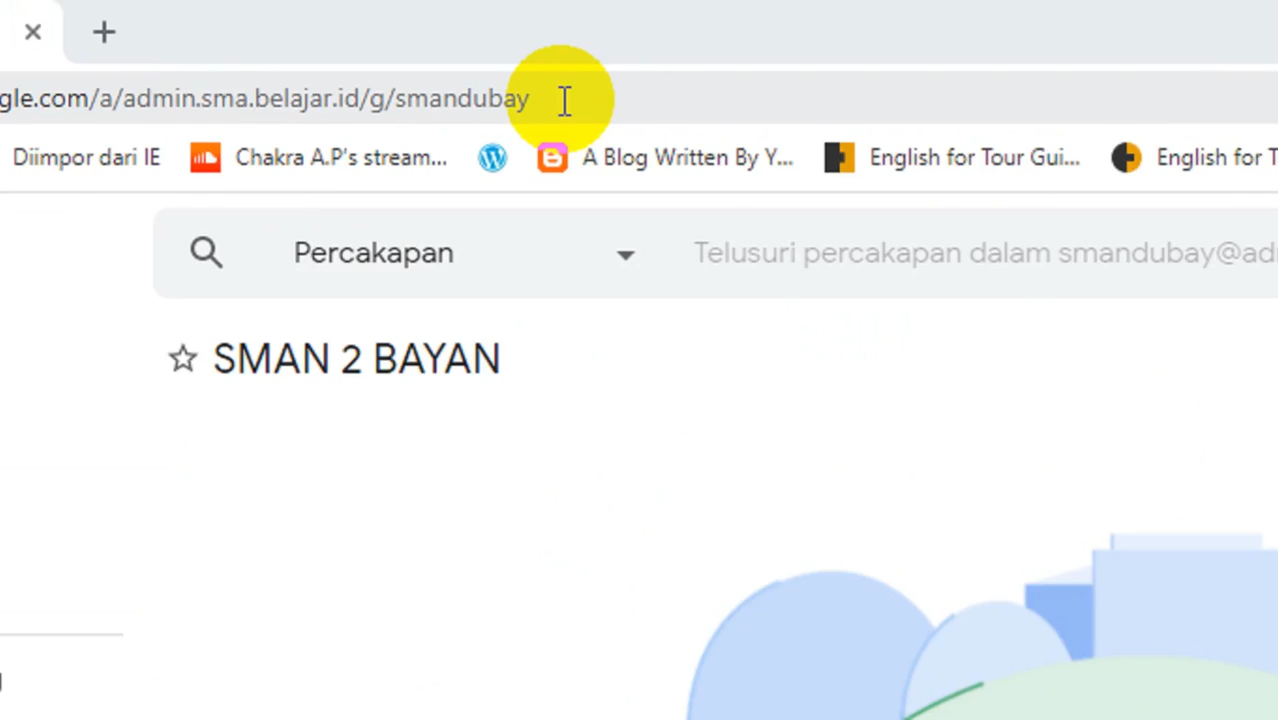 gle.com/a/admin.sma.belajar.id/g/smandubay
Diimpor dari IE Chakra A.P's stream... A Blog Written By Y... English for Tour Gui... English for T
Percakapan Telusuri percakapan dalam smandubay@ad
SMAN 2 BAYAN